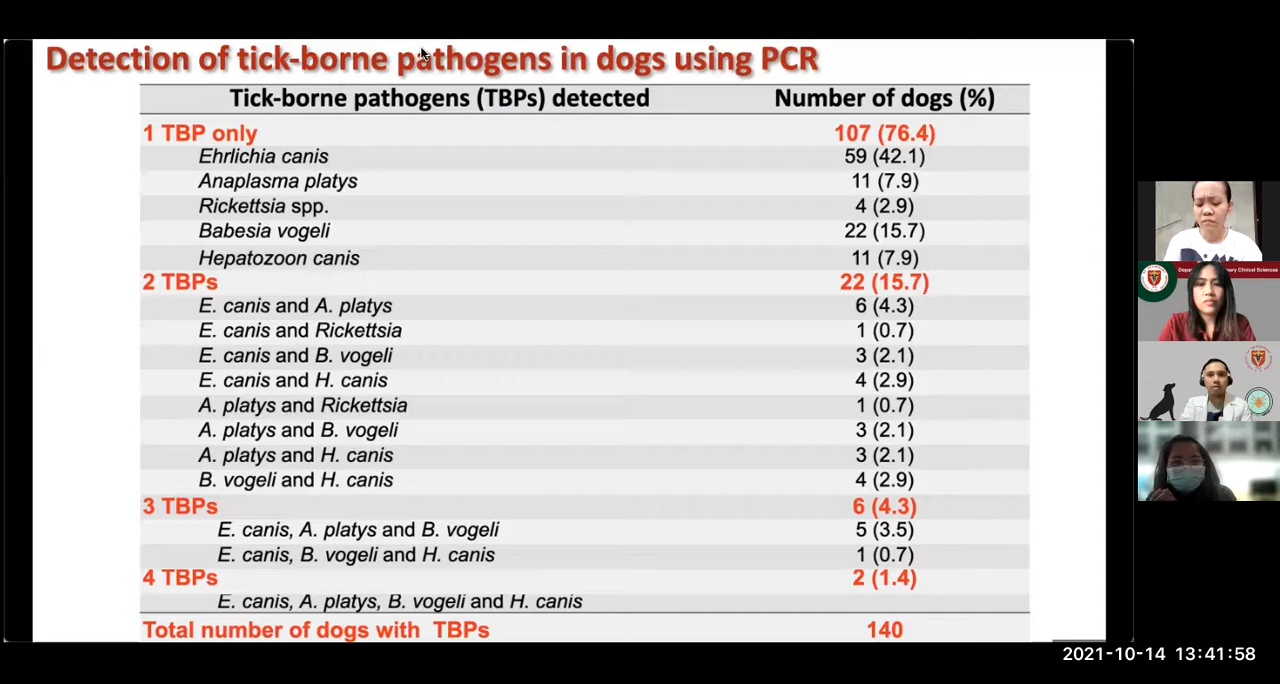 Detection of tick-borne pathogens in dogs using PCR
Tick-borne pathogens (TBPs) detected Number of dogs (%)
1 TBP only 107 (76.4)
Ehrlichia canis 59 (42.1)
Anaplasma platys 11 (7.9)
Rickettsia spp. 4 (2.9)
Babesia vogeli 22 (15.7)
Hepatozoon canis 11 (7.9)
2 TBPs 22 (15.7)
E. canis and A. platys 6 (4.3)
E. canis and Rickettsia 1 (0.7)
E. canis and B. vogeli 3 (2.1)
E. canis and H. canis 4 (2.9)
A. platys and Rickettsia 1 (0.7)
A. platys and B. vogeli 3 (2.1)
A. platys and H. canis 3 (2.1)
B. vogeli and H. canis 4 (2.9)
3 TBPs 6 (4.3)
E. canis, A. platys and B. vogeli 5 (3.5)
E. canis, B. vogeli and H. canis 1 (0.7)
4 TBPs 2 (1.4)
E. canis, A. platys, B. vogeli and H. canis
Total number of dogs with TBPs 140
Clinical Sciences
2021-10-14 13:41:58